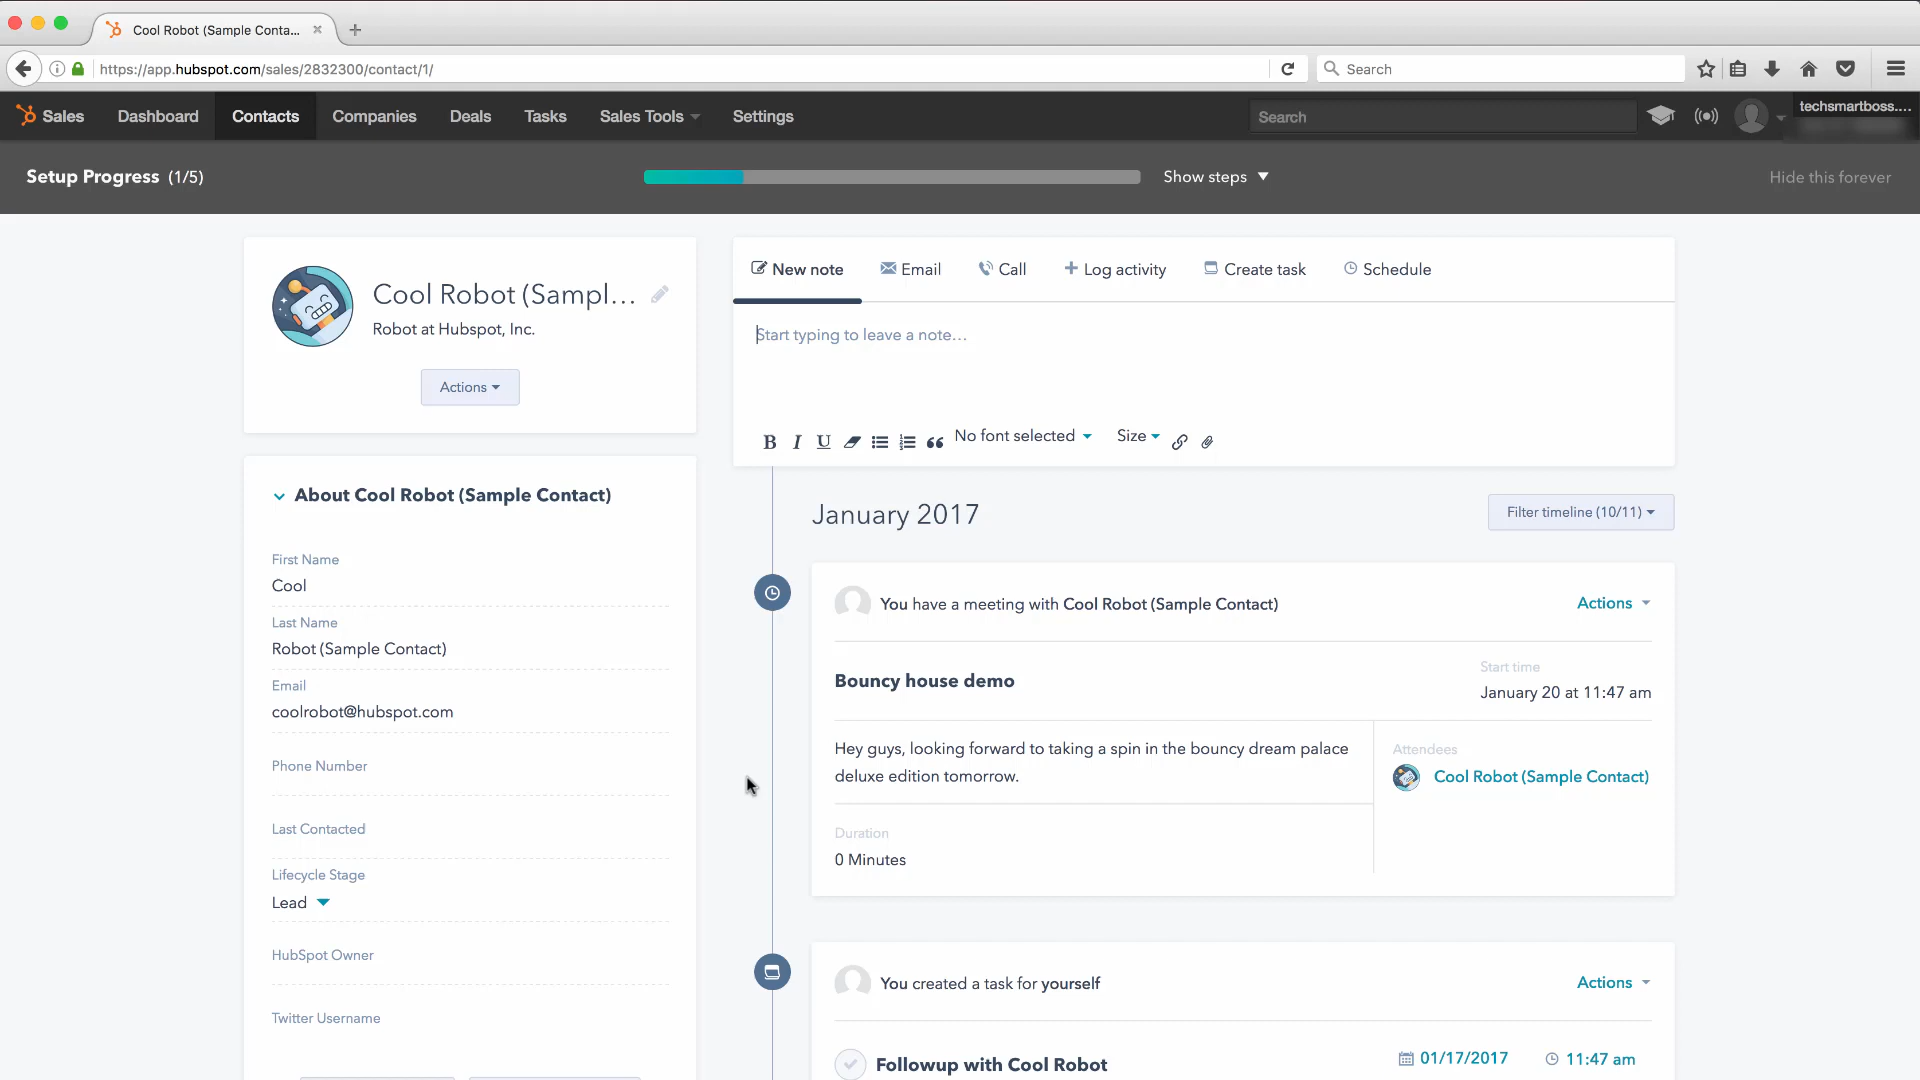 Cool Robot (Sample Conta...
https://app.hubspot.com/sales/2832300/contact/1/
Search
Sales
Dashboard
Contacts
Companies
Deals
Tasks
Sales Tools
Settings
Search
techsmartboss....
Setup Progress (1/5)
Show steps
Hide this forever
Cool Robot (Sampl...
Robot at Hubspot, Inc.
Actions
About Cool Robot (Sample Contact)
First Name
Cool
Last Name
Robot (Sample Contact)
Email
coolrobot@hubspot.com
Phone Number
Last Contacted
Lifecycle Stage
Lead
HubSpot Owner
Twitter Username
New note
Email
Call
Log activity
Create task
Schedule
Start typing to leave a note...
B I U
No font selected
Size
January 2017
Filter timeline (10/11)
You have a meeting with Cool Robot (Sample Contact)
Actions
Bouncy house demo
Start time
January 20 at 11:47 am
Hey guys, looking forward to taking a spin in the bouncy dream palace
deluxe edition tomorrow.
Attendees
Cool Robot (Sample Contact)
Duration
0 Minutes
You created a task for yourself
Actions
Followup with Cool Robot
01/17/2017
11:47 am